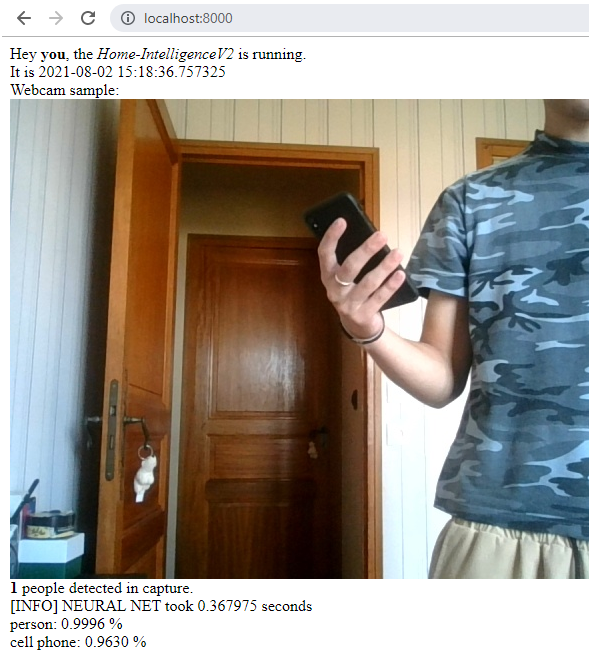 localhost:8000
Hey you, the Home-IntelligenceV2 is running.
It is 2021-08-02 15:18:36.757325
Webcam sample:
1 people detected in capture.
[INFO] NEURAL NET took 0.367975 seconds
person: 0.9996 %
cell phone: 0.9630 %